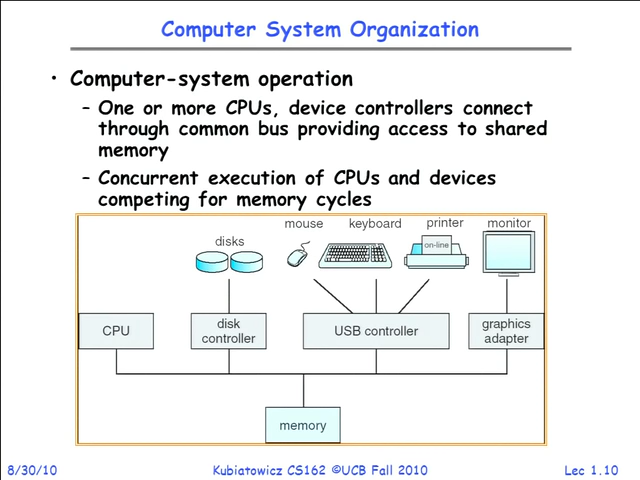 Computer System Organization
• Computer-system operation
– One or more CPUs, device controllers connect
through common bus providing access to shared
memory
– Concurrent execution of CPUs and devices
competing for memory cycles
mouse keyboard printer monitor
disks
on-line
CPU
disk
controller
USB controller
graphics
adapter
memory
8/30/10 Kubiatowicz CS162 ©UCB Fall 2010 Lec 1.10